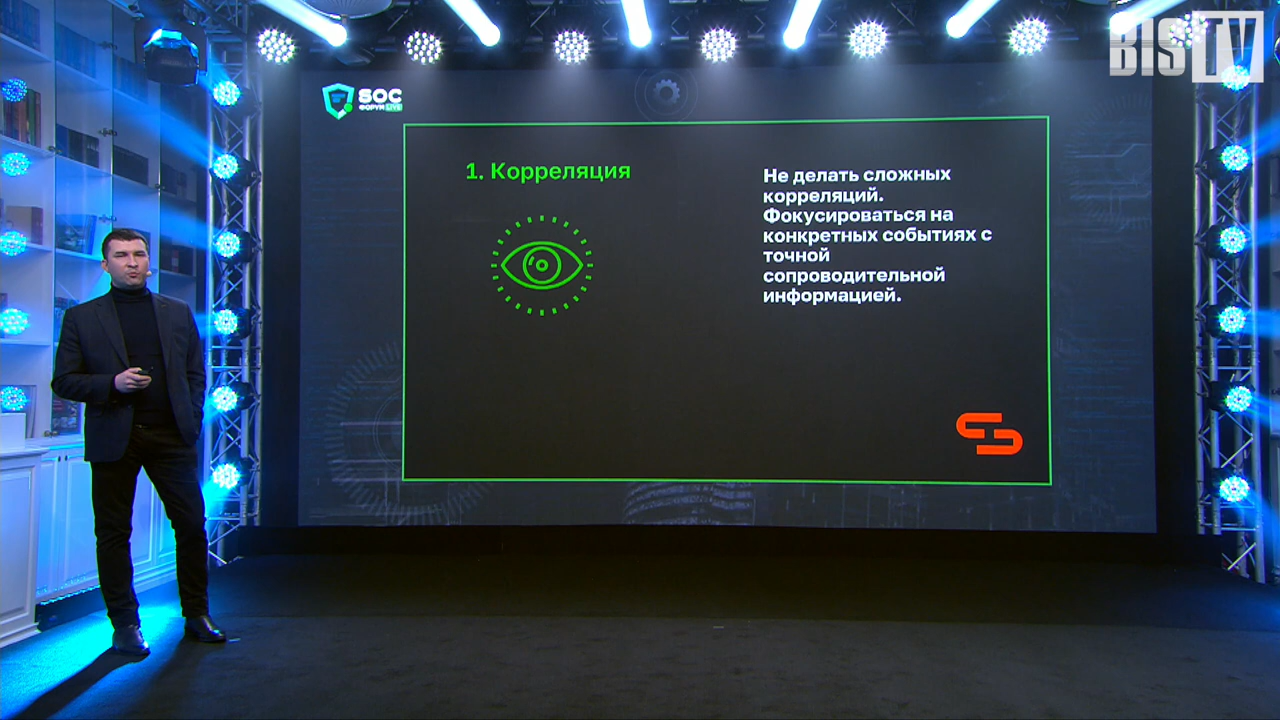 BIS TV
SOC
ФОРУМ LIVE
1. Корреляция
Не делать сложных
корреляций.
Фокусироваться на
конкретных событиях с
точной
сопроводительной
информацией.